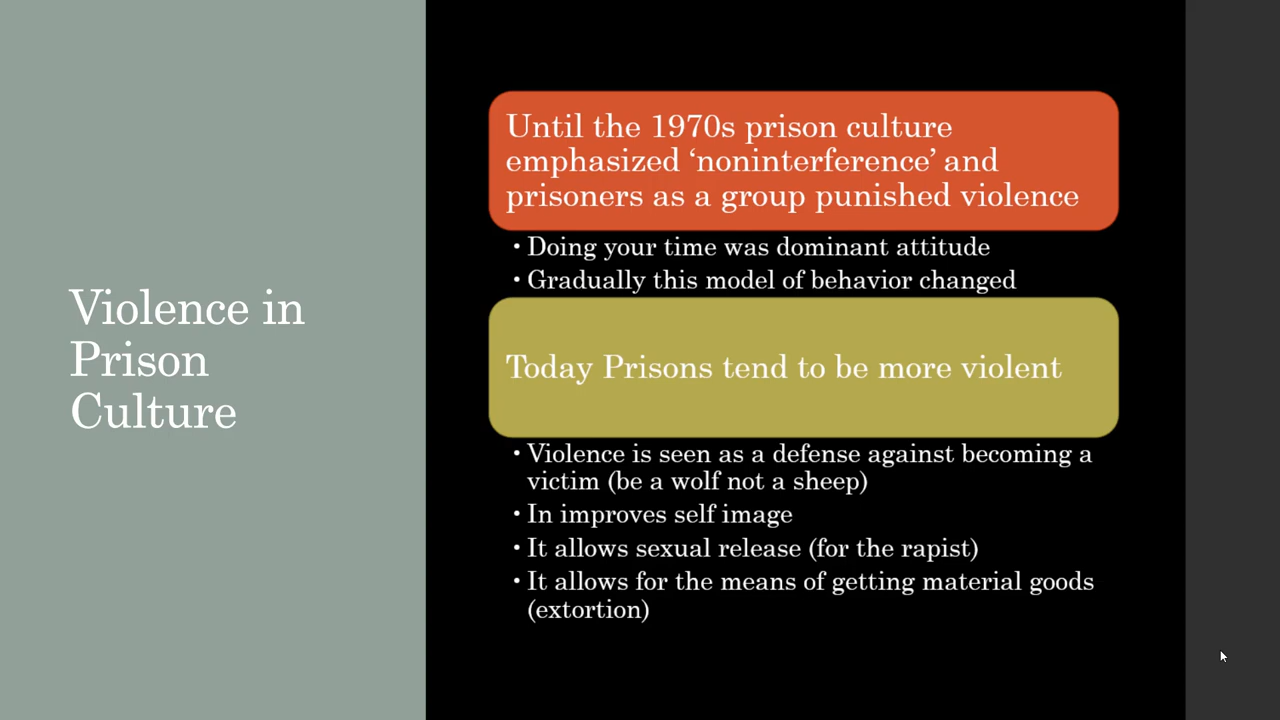 Violence in
Prison
Culture
Until the 1970s prison culture
emphasized ‘noninterference’ and
prisoners as a group punished violence
• Doing your time was dominant attitude
• Gradually this model of behavior changed
Today Prisons tend to be more violent
• Violence is seen as a defense against becoming a
victim (be a wolf not a sheep)
• In improves self image
• It allows sexual release (for the rapist)
• It allows for the means of getting material goods
(extortion)